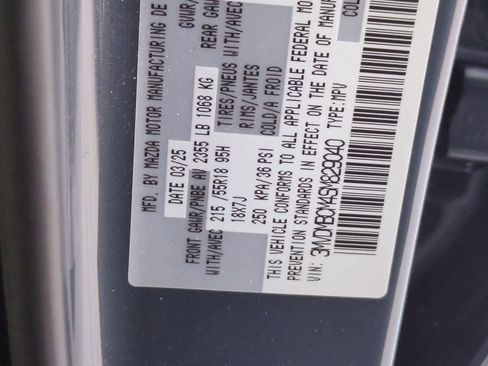 MFD. BY MAZDA MOTOR MANUFACTURING DE
DATE 03/25 GVWR/
FRONT GAWR/PNBE AV 2355 LB 1068 KG REAR GAW
WITH/AVEC 215/55R18 95H TIRES/PNEUS WITH/AVEC
18X7J RIMS/JANTES
250 KPA/36 PSI COLD/A FROID COL
THIS VEHICLE CONFORMS TO ALL APPLICABLE FEDERAL MO
PREVENTION STANDARDS IN EFFECT ON THE DATE OF MANUF
VIN: 3MVDMBCM4SM829040 TYPE: MPV